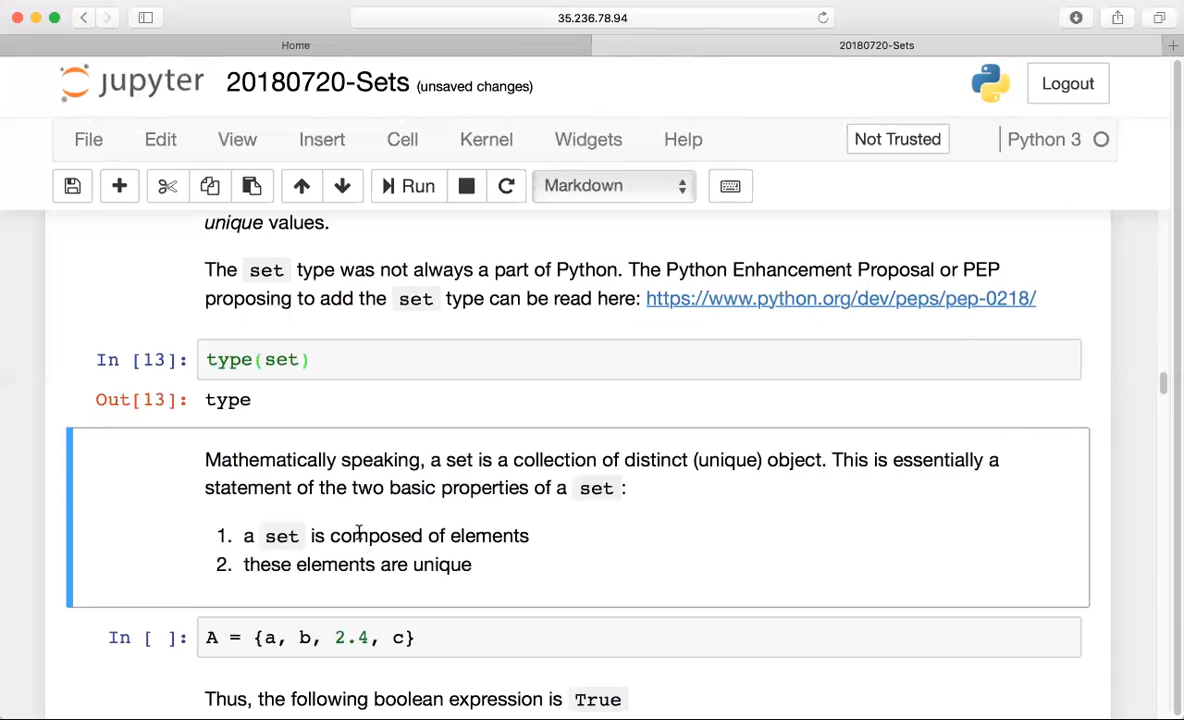 35.236.78.94
Home
20180720-Sets
jupyter 20180720-Sets (unsaved changes)
Logout
File Edit View Insert Cell Kernel Widgets Help
Not Trusted
Python 3
Run
Markdown
unique values.
The set type was not always a part of Python. The Python Enhancement Proposal or PEP
proposing to add the set type can be read here: https://www.python.org/dev/peps/pep-0218/
In [13]: type(set)
Out[13]: type
Mathematically speaking, a set is a collection of distinct (unique) object. This is essentially a
statement of the two basic properties of a set:
1. a set is composed of elements
2. these elements are unique
In [ ]: A = {a, b, 2.4, c}
Thus, the following boolean expression is True